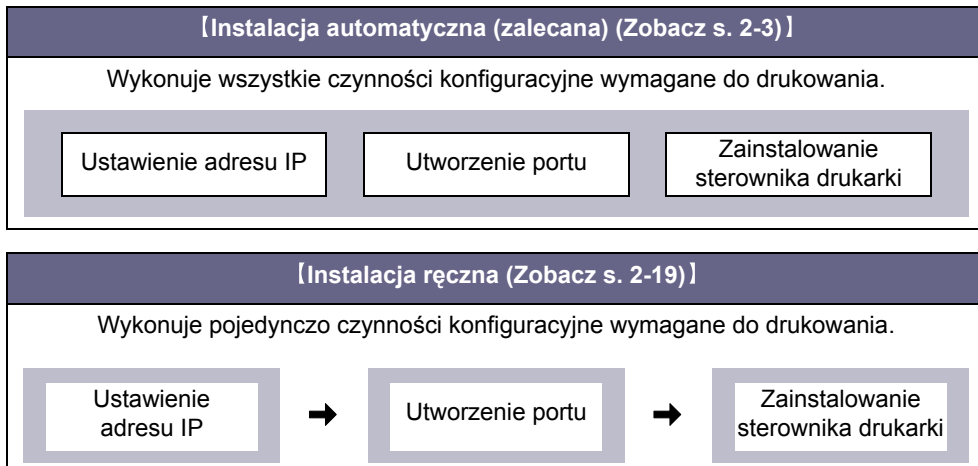 【Instalacja automatyczna (zalecana) (Zobacz s. 2-3)】
Wykonuje wszystkie czynności konfiguracyjne wymagane do drukowania.
Ustawienie adresu IP
Utworzenie portu
Zainstalowanie
sterownika drukarki
【Instalacja ręczna (Zobacz s. 2-19)】
Wykonuje pojedynczo czynności konfiguracyjne wymagane do drukowania.
Ustawienie
adresu IP
Utworzenie portu
Zainstalowanie
sterownika drukarki